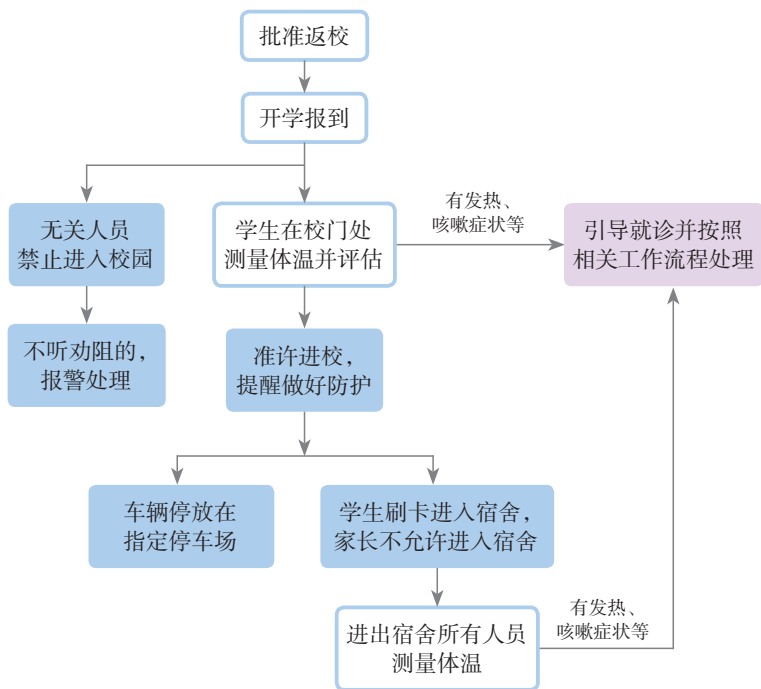 批准返校
开学报到
无关人员
禁止进入校园
学生在校门处
测量体温并评估
有发热、
咳嗽症状等
引导就诊并按照
相关工作流程处理
不听劝阻的，
报警处理
准许进校，
提醒做好防护
车辆停放在
指定停车场
学生刷卡进入宿舍，
家长不允许进入宿舍
进出宿舍所有人员
测量体温
有发热、
咳嗽症状等